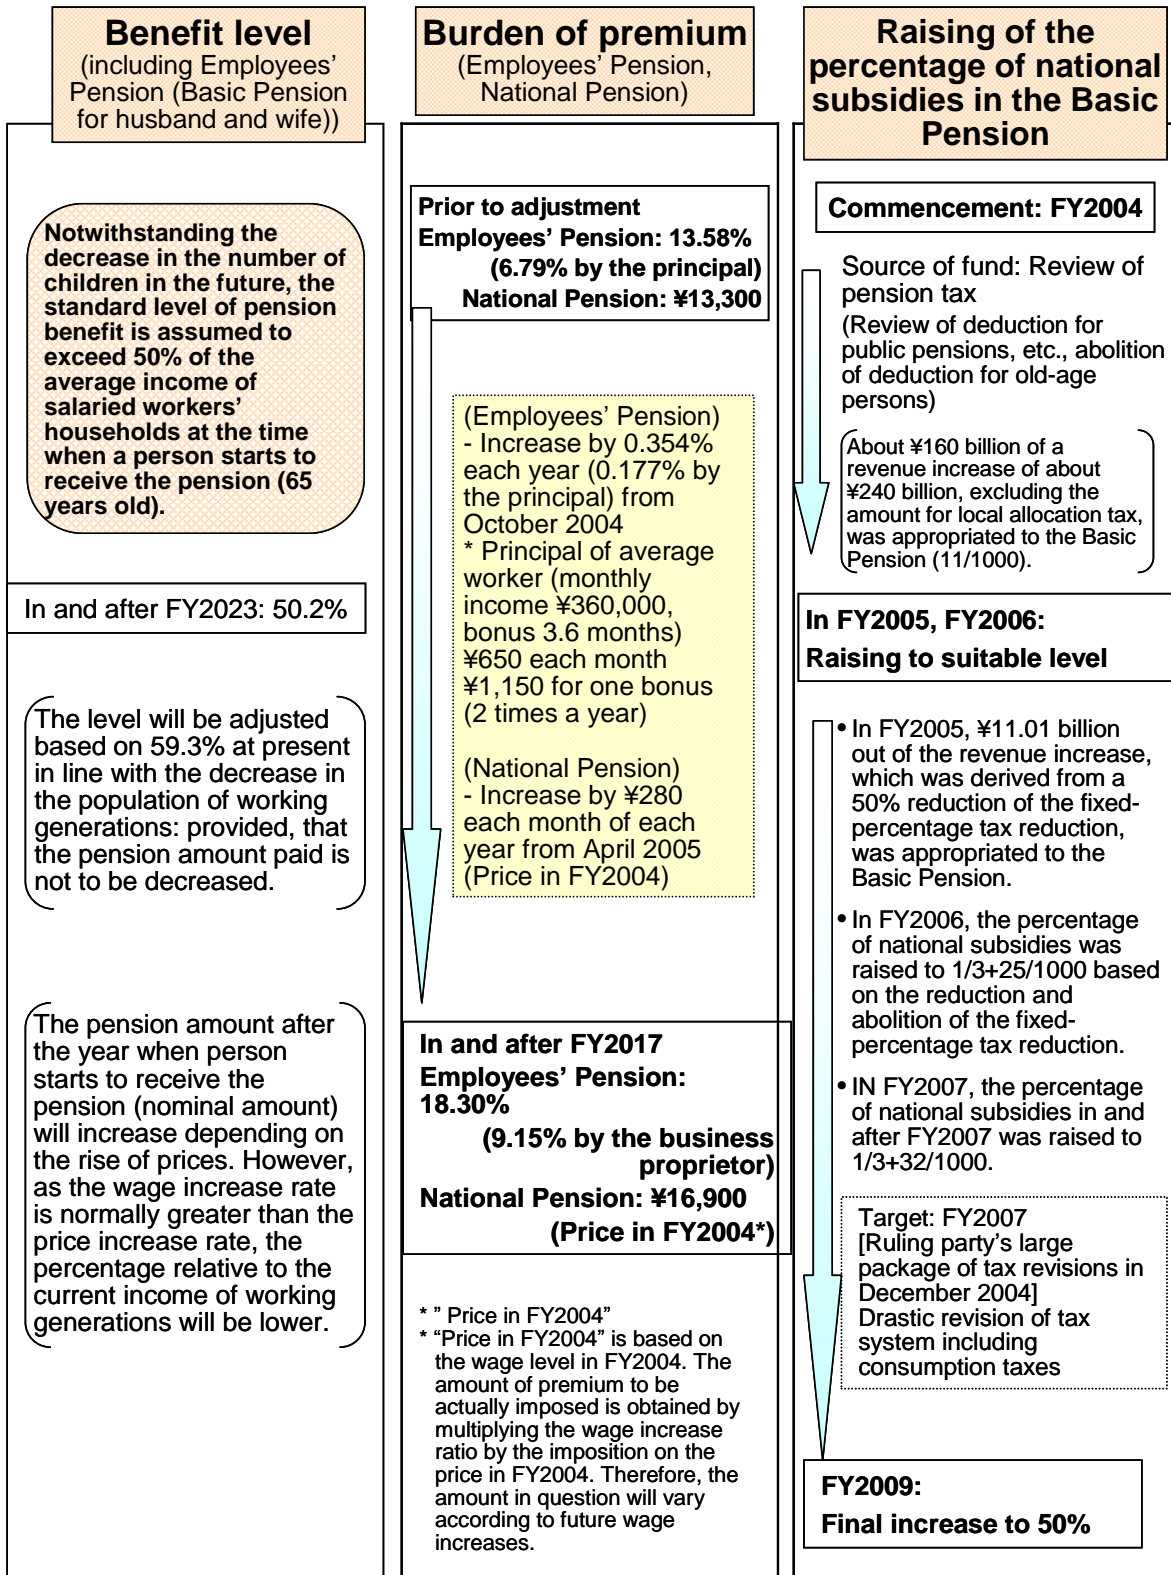 Benefit level
(including Employees’
Pension (Basic Pension
for husband and wife))
Notwithstanding the
decrease in the number of
children in the future, the
standard level of pension
benefit is assumed to
exceed 50% of the
average income of
salaried workers’
households at the time
when a person starts to
receive the pension (65
years old).
In and after FY2023: 50.2%
The level will be adjusted
based on 59.3% at present
in line with the decrease in
the population of working
generations: provided, that
the pension amount paid is
not to be decreased.
The pension amount after
the year when person
starts to receive the
pension (nominal amount)
will increase depending on
the rise of prices. However,
as the wage increase rate
is normally greater than the
price increase rate, the
percentage relative to the
current income of working
generations will be lower.
Burden of premium
(Employees’ Pension,
National Pension)
Prior to adjustment
Employees’ Pension: 13.58%
(6.79% by the principal)
National Pension: ¥13,300
(Employees’ Pension)
- Increase by 0.354%
each year (0.177% by
the principal) from
October 2004
* Principal of average
worker (monthly
income ¥360,000,
bonus 3.6 months)
¥650 each month
¥1,150 for one bonus
(2 times a year)
(National Pension)
- Increase by ¥280
each month of each
year from April 2005
(Price in FY2004)
In and after FY2017
Employees’ Pension:
18.30%
(9.15% by the business
proprietor)
National Pension: ¥16,900
(Price in FY2004*)
* ” Price in FY2004”
* “Price in FY2004” is based on
the wage level in FY2004. The
amount of premium to be
actually imposed is obtained by
multiplying the wage increase
ratio by the imposition on the
price in FY2004. Therefore, the
amount in question will vary
according to future wage
increases.
Raising of the
percentage of national
subsidies in the Basic
Pension
Commencement: FY2004
Source of fund: Review of
pension tax
(Review of deduction for
public pensions, etc., abolition
of deduction for old-age
persons)
About ¥160 billion of a
revenue increase of about
¥240 billion, excluding the
amount for local allocation tax,
was appropriated to the Basic
Pension (11/1000).
In FY2005, FY2006:
Raising to suitable level
• In FY2005, ¥11.01 billion
out of the revenue increase,
which was derived from a
50% reduction of the fixed-
percentage tax reduction,
was appropriated to the
Basic Pension.
• In FY2006, the percentage
of national subsidies was
raised to 1/3+25/1000 based
on the reduction and
abolition of the fixed-
percentage tax reduction.
• IN FY2007, the percentage
of national subsidies in and
after FY2007 was raised to
1/3+32/1000.
Target: FY2007
[Ruling party’s large
package of tax revisions in
December 2004]
Drastic revision of tax
system including
consumption taxes
FY2009:
Final increase to 50%